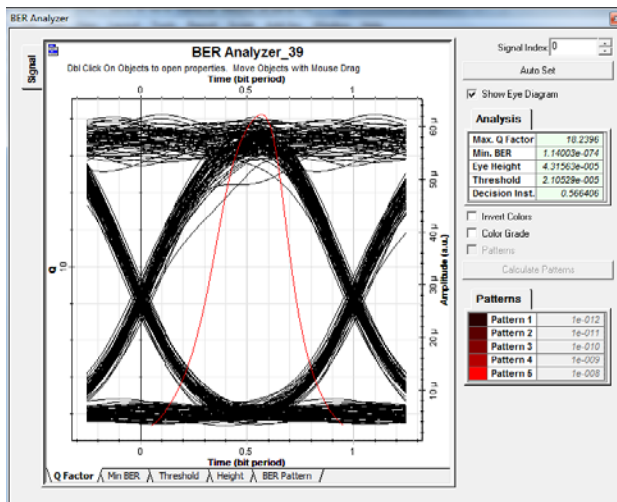 BER Analyzer
Signal
BER Analyzer_39
Dbl Click On Objects to open properties. Move Objects with Mouse Drag
Time (bit period)
0 0.5 1
Q
10
60 µ
50 µ
40 µ
30 µ
20 µ
10 µ
Amplitude (a.u.)
0 0.5 1
Time (bit period)
Q Factor Min BER Threshold Height BER Pattern
Signal Index: 0
Auto Set
Show Eye Diagram
Analysis
Max. Q Factor 18.2396
Min. BER 1.14003e-074
Eye Height 4.31563e-005
Threshold 2.10529e-005
Decision Inst. 0.566406
Invert Colors
Color Grade
Patterns
Calculate Patterns
Patterns
Pattern 1 1e-012
Pattern 2 1e-011
Pattern 3 1e-010
Pattern 4 1e-009
Pattern 5 1e-008